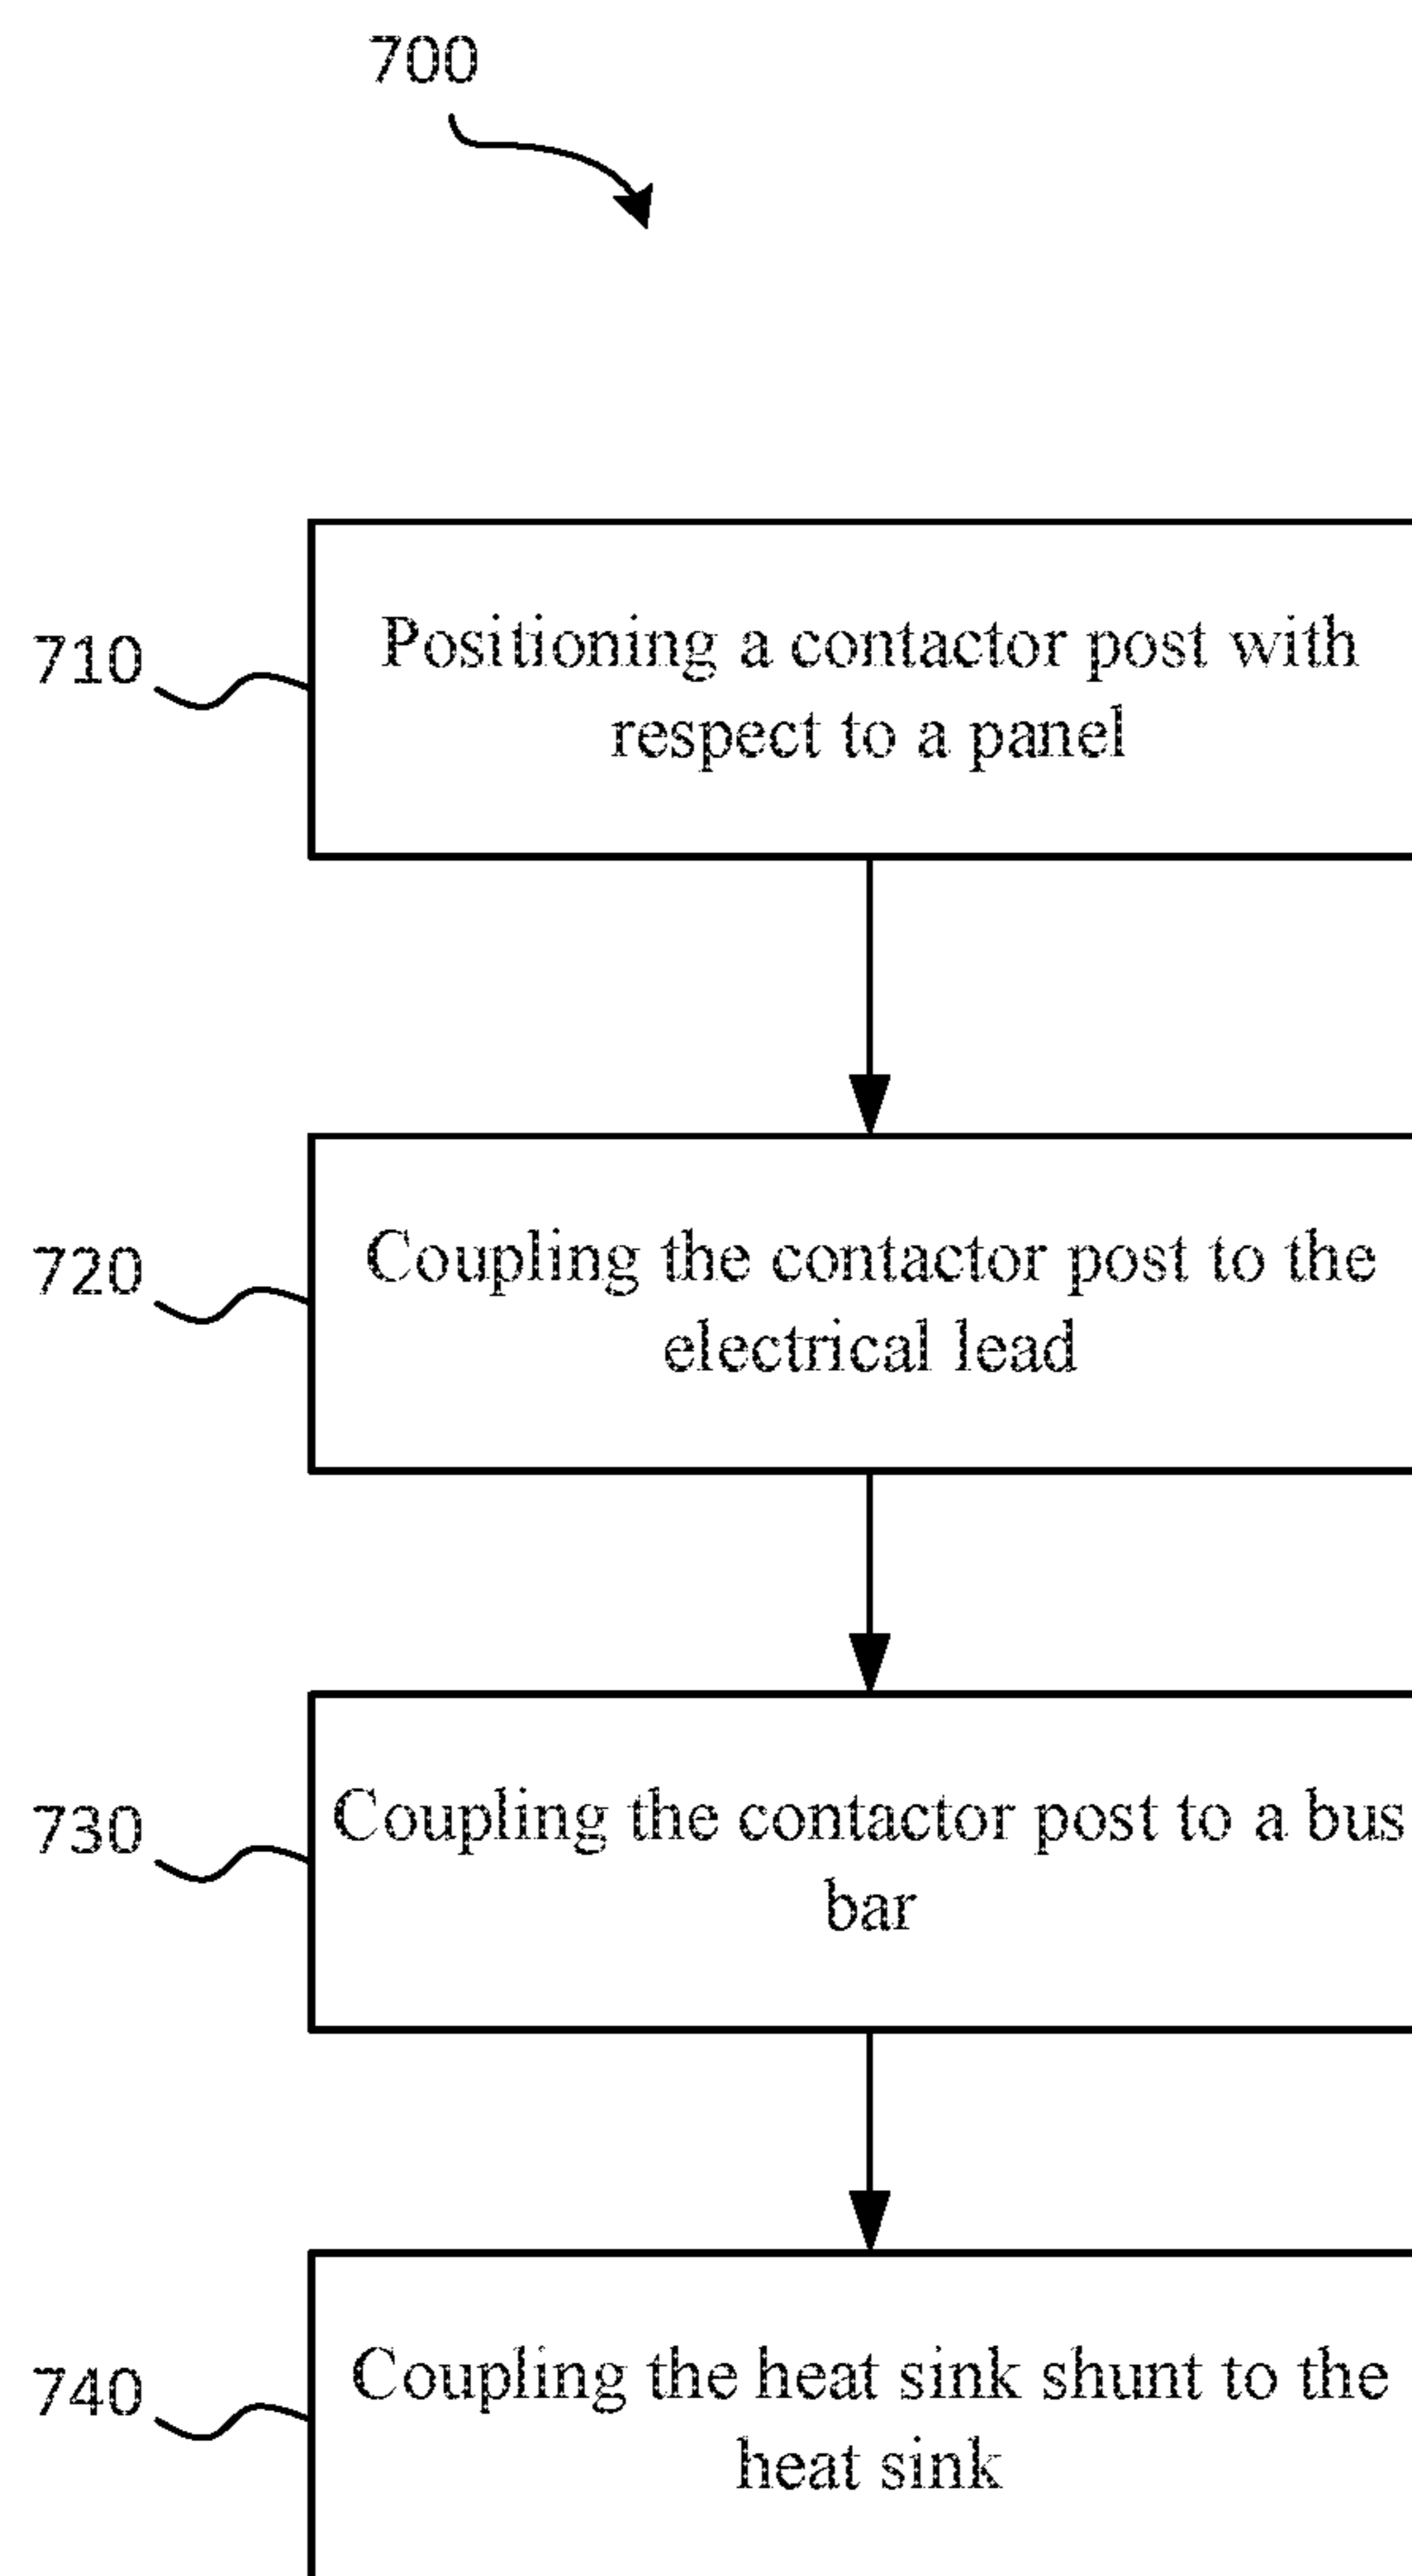 700
710
Positioning a contactor post with
respect to a panel
720
Coupling the contactor post to the
electrical lead
730
Coupling the contactor post to a bus
bar
740
Coupling the heat sink shunt to the
heat sink